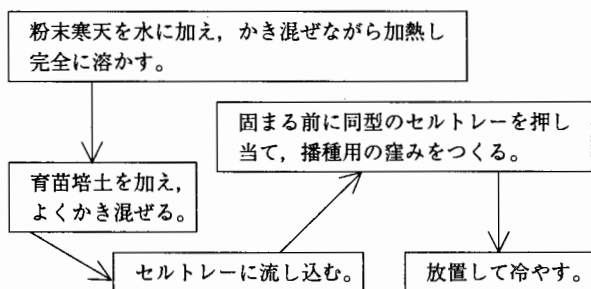 粉末寒天を水に加え，かき混ぜながら加熱し
完全に溶かす。
育苗培土を加え，
よくかき混ぜる。
セルトレーに流し込む。
固まる前に同型のセルトレーを押し
当て，播種用の窪みをつくる。
放置して冷やす。